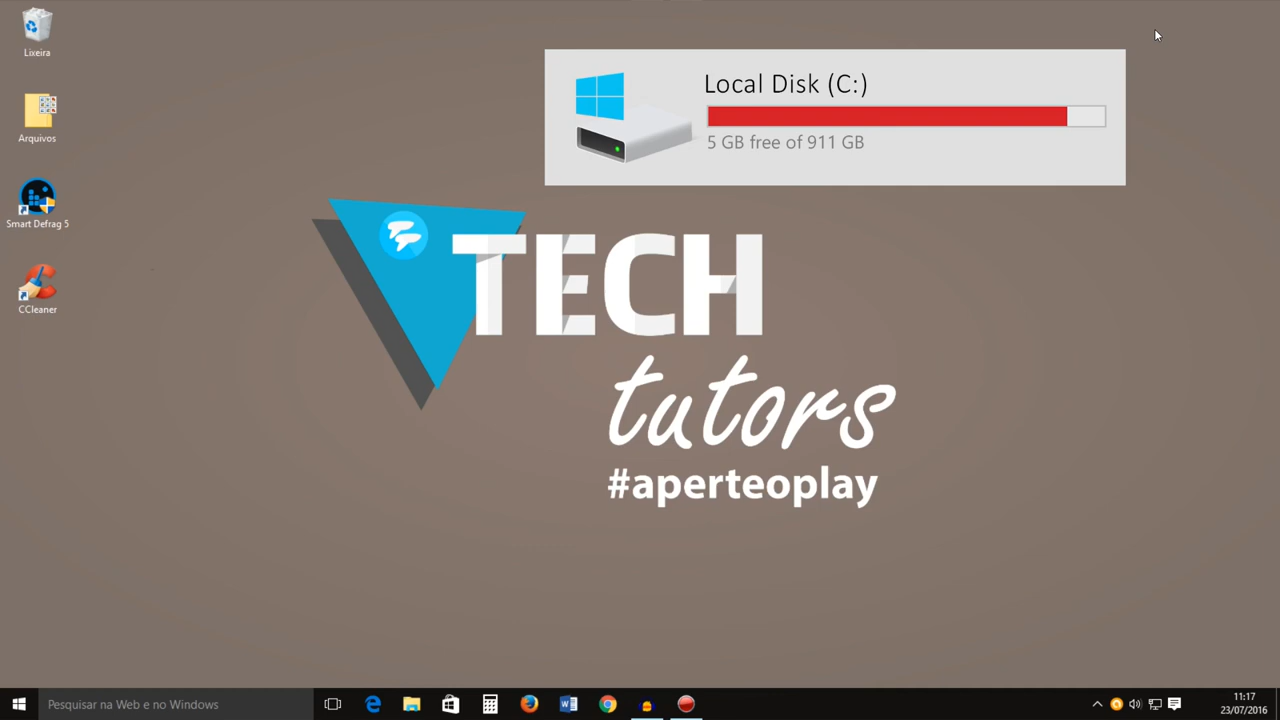 Lixeira
Arquivos
Smart Defrag 5
CCleaner
Local Disk (C:)
5 GB free of 911 GB
TECH
tutors
#aperteoplay
Pesquisar na Web e no Windows
11:17
23/07/2016